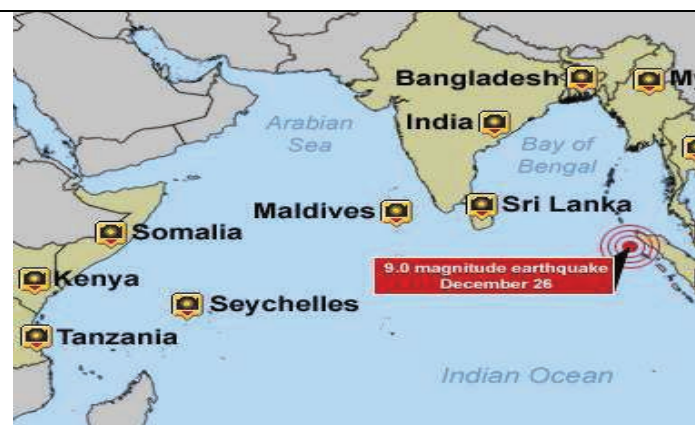 Bangladesh
M
Arabian
Sea
India
Bay of
Bengal
Maldives
Sri Lanka
Somalia
9.0 magnitude earthquake
December 26
Kenya
Seychelles
Tanzania
Indian Ocean